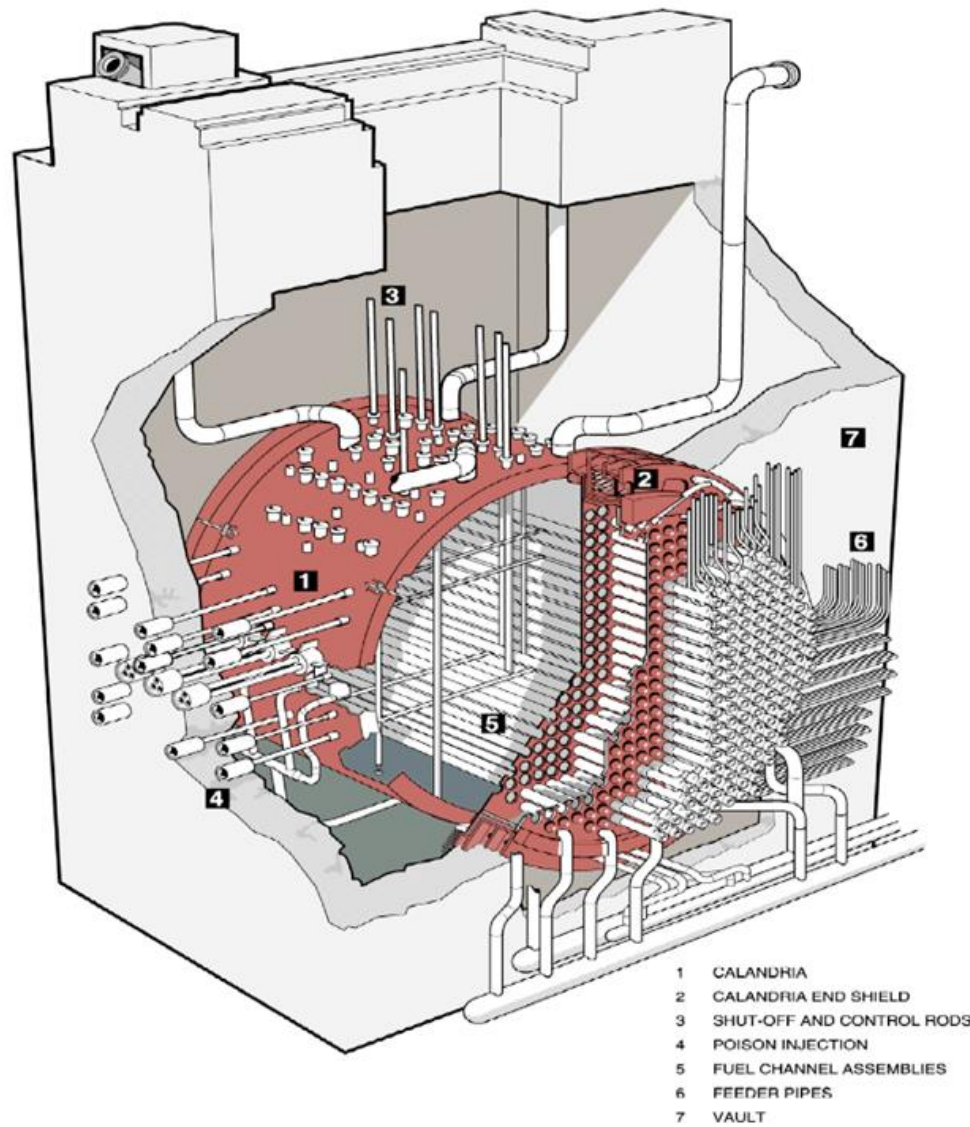 3
2
7
6
1
5
4
1 CALANDRIA
2 CALANDRIA END SHIELD
3 SHUT-OFF AND CONTROL RODS
4 POISON INJECTION
5 FUEL CHANNEL ASSEMBLIES
6 FEEDER PIPES
7 VAULT